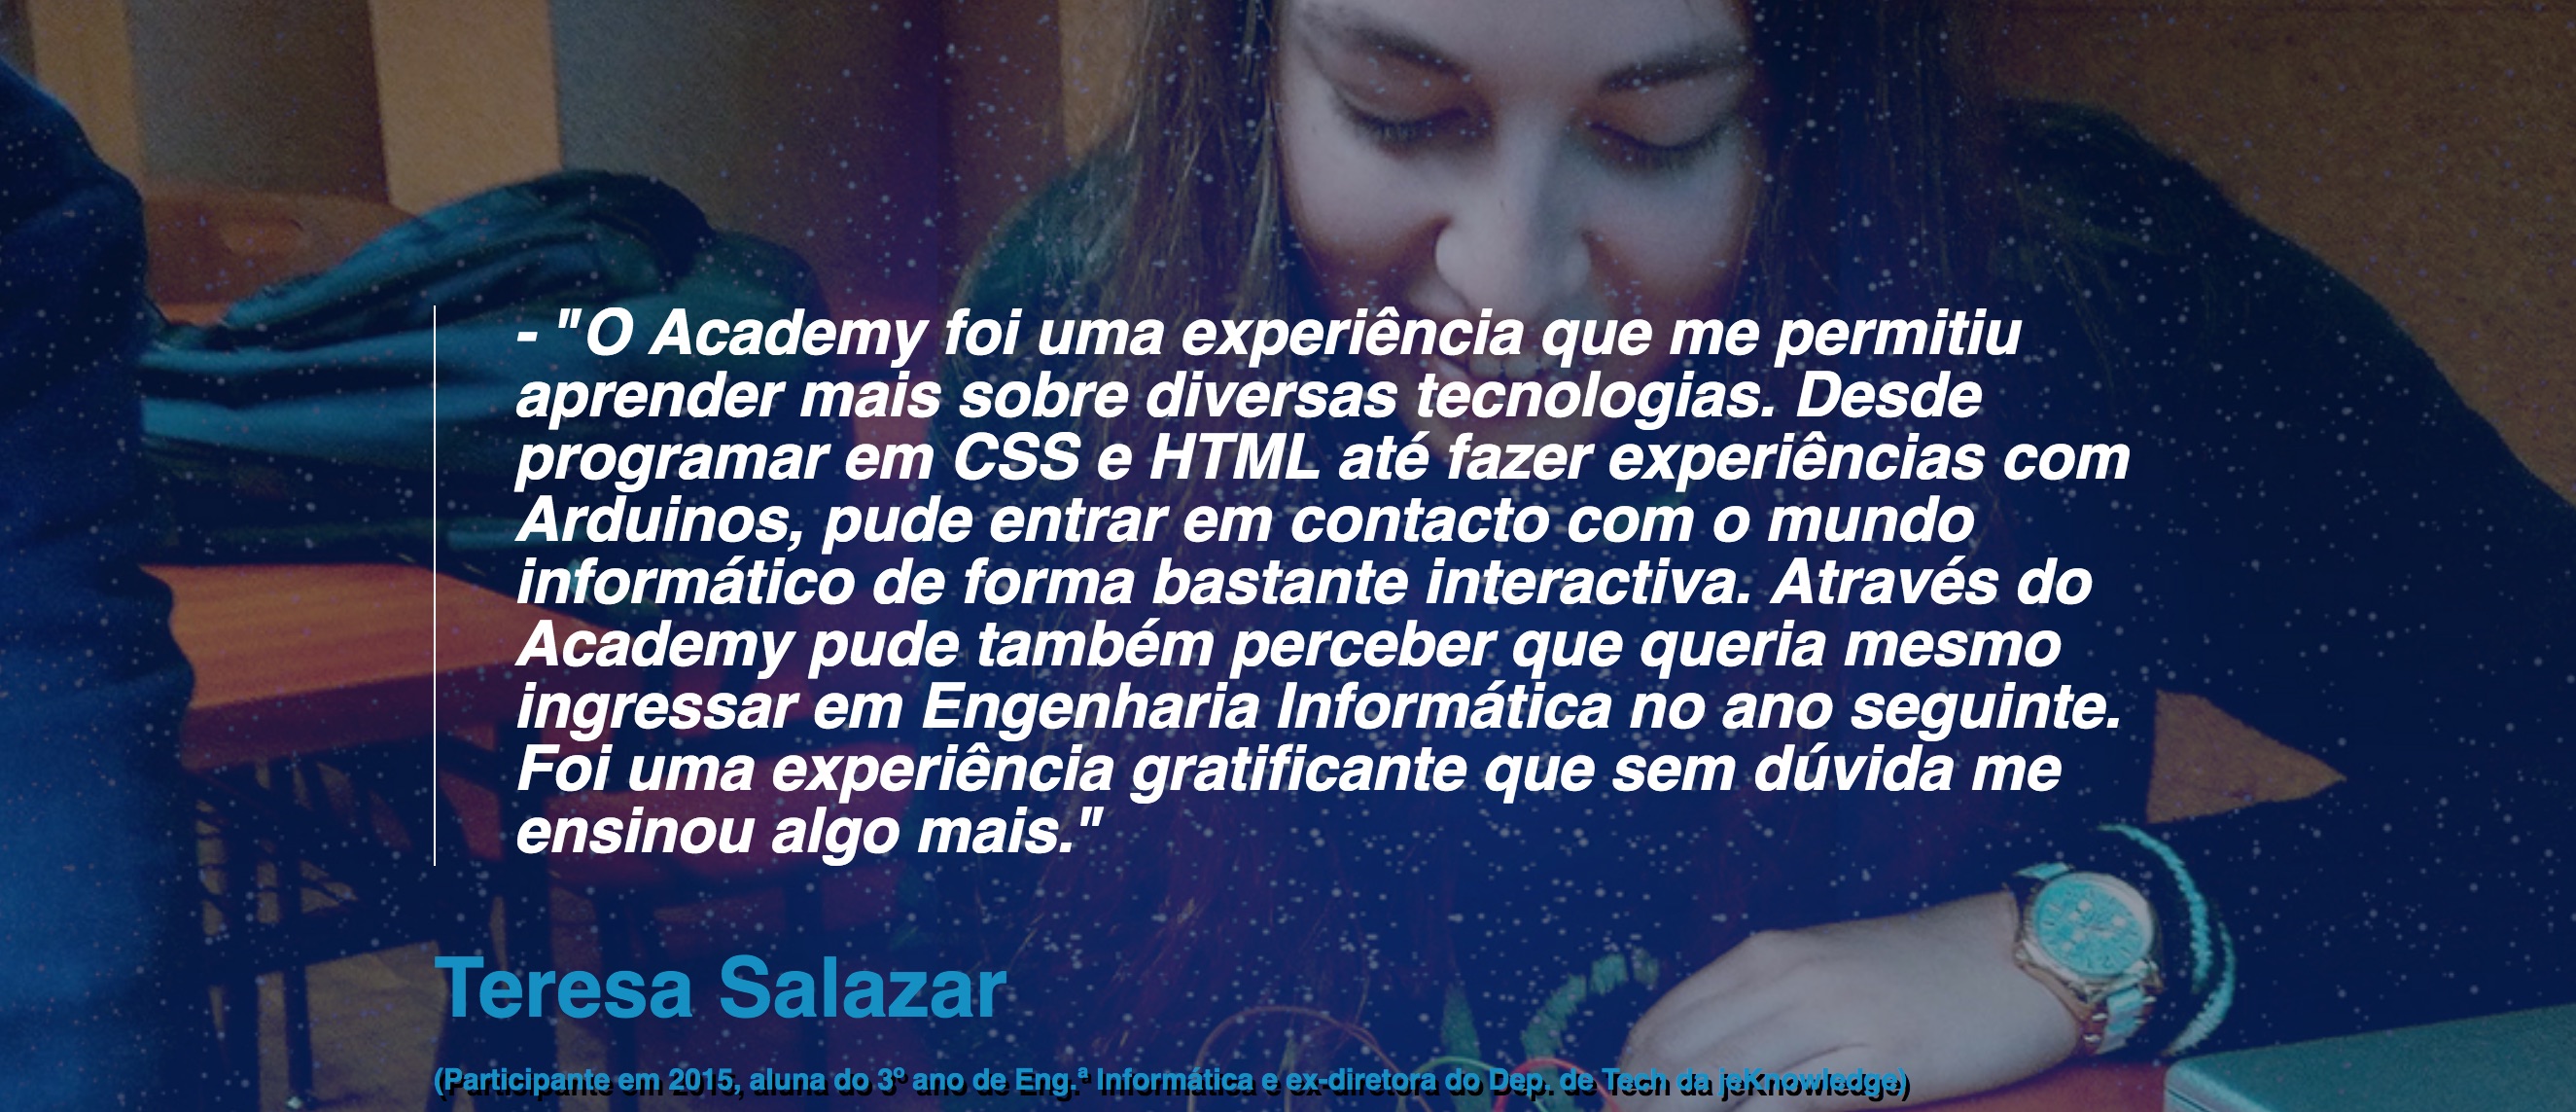 - "O Academy foi uma experiência que me permitiu
aprender mais sobre diversas tecnologias. Desde
programar em CSS e HTML até fazer experiências com
Arduinos, pude entrar em contacto com o mundo
informático de forma bastante interactiva. Através do
Academy pude também perceber que queria mesmo
ingressar em Engenharia Informática no ano seguinte.
Foi uma experiência gratificante que sem dúvida me
ensinou algo mais."
Teresa Salazar
(Participante em 2015, aluna do 3º ano de Eng.ª Informática e ex-diretora do Dep. de Tech da jeKnowledge)